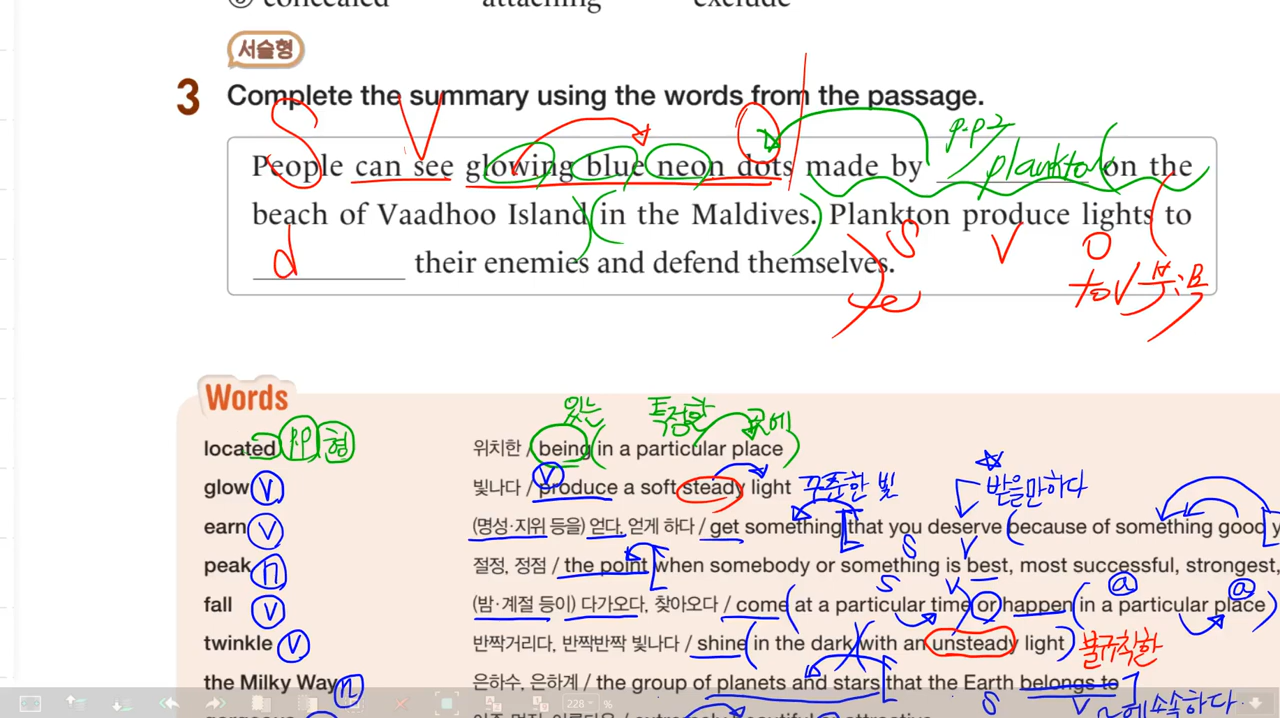 ③ concealed attaching exclude
서술형
3 Complete the summary using the words from the passage.
S V p.p구
People can see glowing blue neon dots made by plankton on the
beach of Vaadhoo Island in the Maldives. Plankton produce lights to
d their enemies and defend themselves.
S V O
to V 부.목
Words
있는 특정한 곳에
located pp 형 위치한 / being in a particular place
glow v 빛나다 / produce a soft steady light 꾸준한 빛 받을만하다
v
earn v (명성·지위 등을) 얻다, 얻게 하다 / get something that you deserve because of something good y
s v
peak n 절정, 정점 / the point when somebody or something is best, most successful, strongest,
s v a a
fall v (밤·계절 등이) 다가오다, 찾아오다 / come at a particular time or happen in a particular place
twinkle v 반짝거리다, 반짝반짝 빛나다 / shine in the dark with an unsteady light 불규칙한
the Milky Way n 은하수, 은하계 / the group of planets and stars that the Earth belongs to
s v ~에 소속하다
228 %